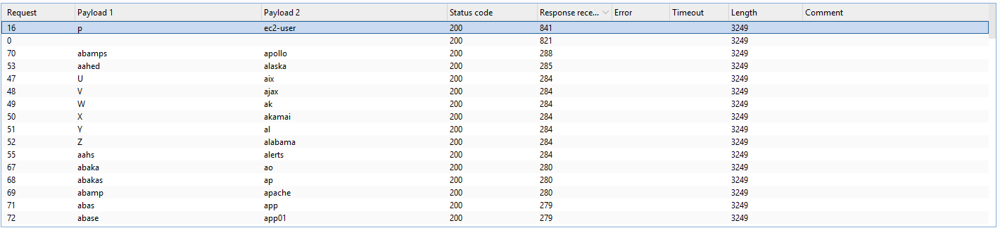 Request Payload 1 Payload 2 Status code Response rece... Error Timeout Length Comment
16 p ec2-user 200 841 3249
0 200 821 3249
70 abamps apollo 200 288 3249
53 aahed alaska 200 285 3249
47 U aix 200 284 3249
48 V ajax 200 284 3249
49 W ak 200 284 3249
50 X akamai 200 284 3249
51 Y al 200 284 3249
52 Z alabama 200 284 3249
55 aahs alerts 200 284 3249
67 abaka ao 200 280 3249
68 abakas ap 200 280 3249
69 abamp apache 200 280 3249
71 abas app 200 279 3249
72 abase app01 200 279 3249